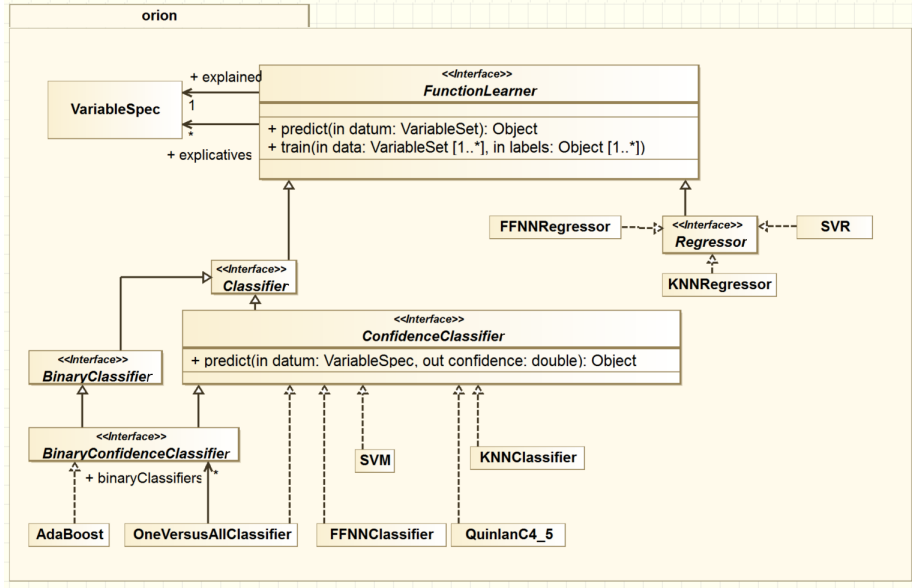 orion
+ explained
<<Interface>>
FunctionLearner
VariableSpec
1
*
+ explicatives
+ predict(in datum: VariableSet): Object
+ train(in data: VariableSet [1..*], in labels: Object [1..*])
FFNNRegressor
<<Interface>>
Regressor
SVR
KNNRegressor
<<Interface>>
Classifier
<<Interface>>
ConfidenceClassifier
+ predict(in datum: VariableSpec, out confidence: double): Object
<<Interface>>
BinaryClassifier
<<Interface>>
BinaryConfidenceClassifier
SVM
KNNClassifier
+ binaryClassifiers
*
AdaBoost
OneVersusAllClassifier
FFNNClassifier
QuinlanC4_5